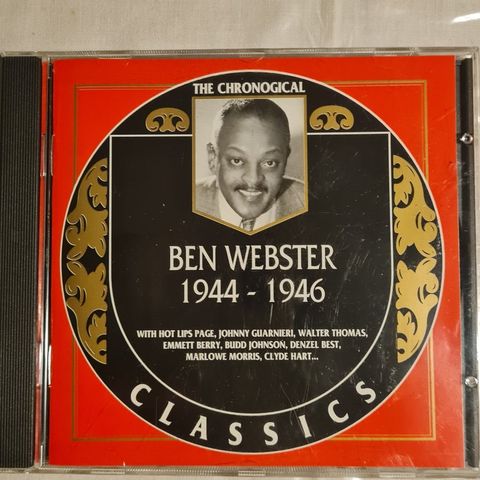 THE CHRONOGICAL
BEN WEBSTER
1944 - 1946
WITH HOT LIPS PAGE, JOHNNY GUARNIERI, WALTER THOMAS,
EMMETT BERRY, BUDD JOHNSON, DENZEL BEST,
MARLOWE MORRIS, CLYDE HART...
CLASSICS